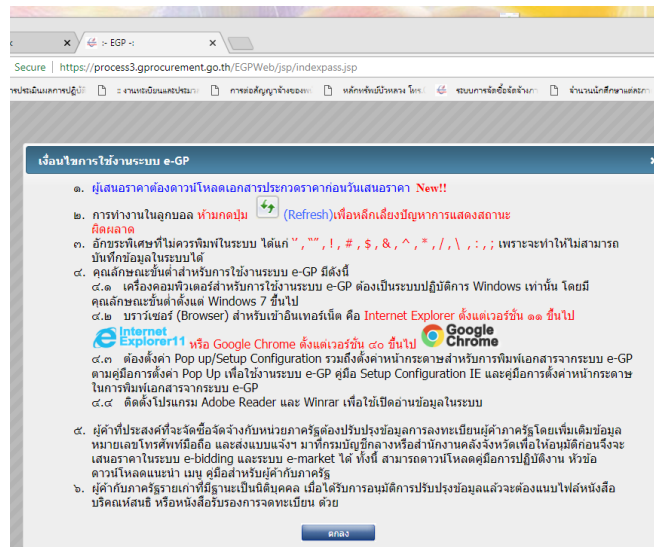 :- EGP -:
Secure | https://process3.gprocurement.go.th/EGPWeb/jsp/indexpass.jsp
เงื่อนไขการใช้งานระบบ e-GP
๑. ผู้เสนอราคาต้องดาวน์โหลดเอกสารประกวดราคาก่อนวันเสนอราคา New!!
๒. การทำงานในลูกบอล ห้ามกดปุ่ม (Refresh)เพื่อหลีกเลี่ยงปัญหาการแสดงสถานะ
ผิดพลาด
๓. อักขระพิเศษที่ไม่ควรพิมพ์ในระบบ ได้แก่ ' , "" , ! , # , $ , & , ^ , * , / , \ , : , ; เพราะจะทำให้ไม่สามารถ
บันทึกข้อมูลในระบบได้
๔. คุณลักษณะขั้นต่ำสำหรับการใช้งานระบบ e-GP มีดังนี้
๔.๑ เครื่องคอมพิวเตอร์สำหรับการใช้งานระบบ e-GP ต้องเป็นระบบปฏิบัติการ Windows เท่านั้น โดยมี
คุณลักษณะขั้นต่ำตั้งแต่ Windows 7 ขึ้นไป
๔.๒ บราว์เซอร์ (Browser) สำหรับเข้าอินเทอร์เน็ต คือ Internet Explorer ตั้งแต่เวอร์ชั่น ๑๑ ขึ้นไป
Internet Explorer11 หรือ Google Chrome ตั้งแต่เวอร์ชั่น ๔๐ ขึ้นไป Google Chrome
๔.๓ ต้องตั้งค่า Pop up/Setup Configuration รวมถึงตั้งค่าหน้ากระดาษสำหรับการพิมพ์เอกสารจากระบบ e-GP
ตามคู่มือการตั้งค่า Pop Up เพื่อใช้งานระบบ e-GP คู่มือ Setup Configuration IE และคู่มือการตั้งค่าหน้ากระดาษ
ในการพิมพ์เอกสารจากระบบ e-GP
๔.๔ ติดตั้งโปรแกรม Adobe Reader และ Winrar เพื่อใช้เปิดอ่านข้อมูลในระบบ
๕. ผู้ค้าที่ประสงค์ที่จะจัดซื้อจัดจ้างกับหน่วยภาครัฐต้องปรับปรุงข้อมูลการลงทะเบียนผู้ค้าภาครัฐโดยเพิ่มเติมข้อมูล
หมายเลขโทรศัพท์มือถือ และส่งแบบแจ้งฯ มาที่กรมบัญชีกลางหรือสำนักงานคลังจังหวัดเพื่อให้อนุมัติก่อนจึงจะ
เสนอราคาในระบบ e-bidding และระบบ e-market ได้ ทั้งนี้ สามารถดาวน์โหลดคู่มือการปฏิบัติงาน หัวข้อ
ดาวน์โหลดแนะนำ เมนู คู่มือสำหรับผู้ค้ากับภาครัฐ
๖. ผู้ค้ากับภาครัฐรายเก่าที่มีฐานะเป็นนิติบุคคล เมื่อได้รับการอนุมัติการปรับปรุงข้อมูลแล้วจะต้องแนบไฟล์หนังสือ
บริคณห์สนธิ หรือหนังสือรับรองการจดทะเบียน ด้วย
ตกลง